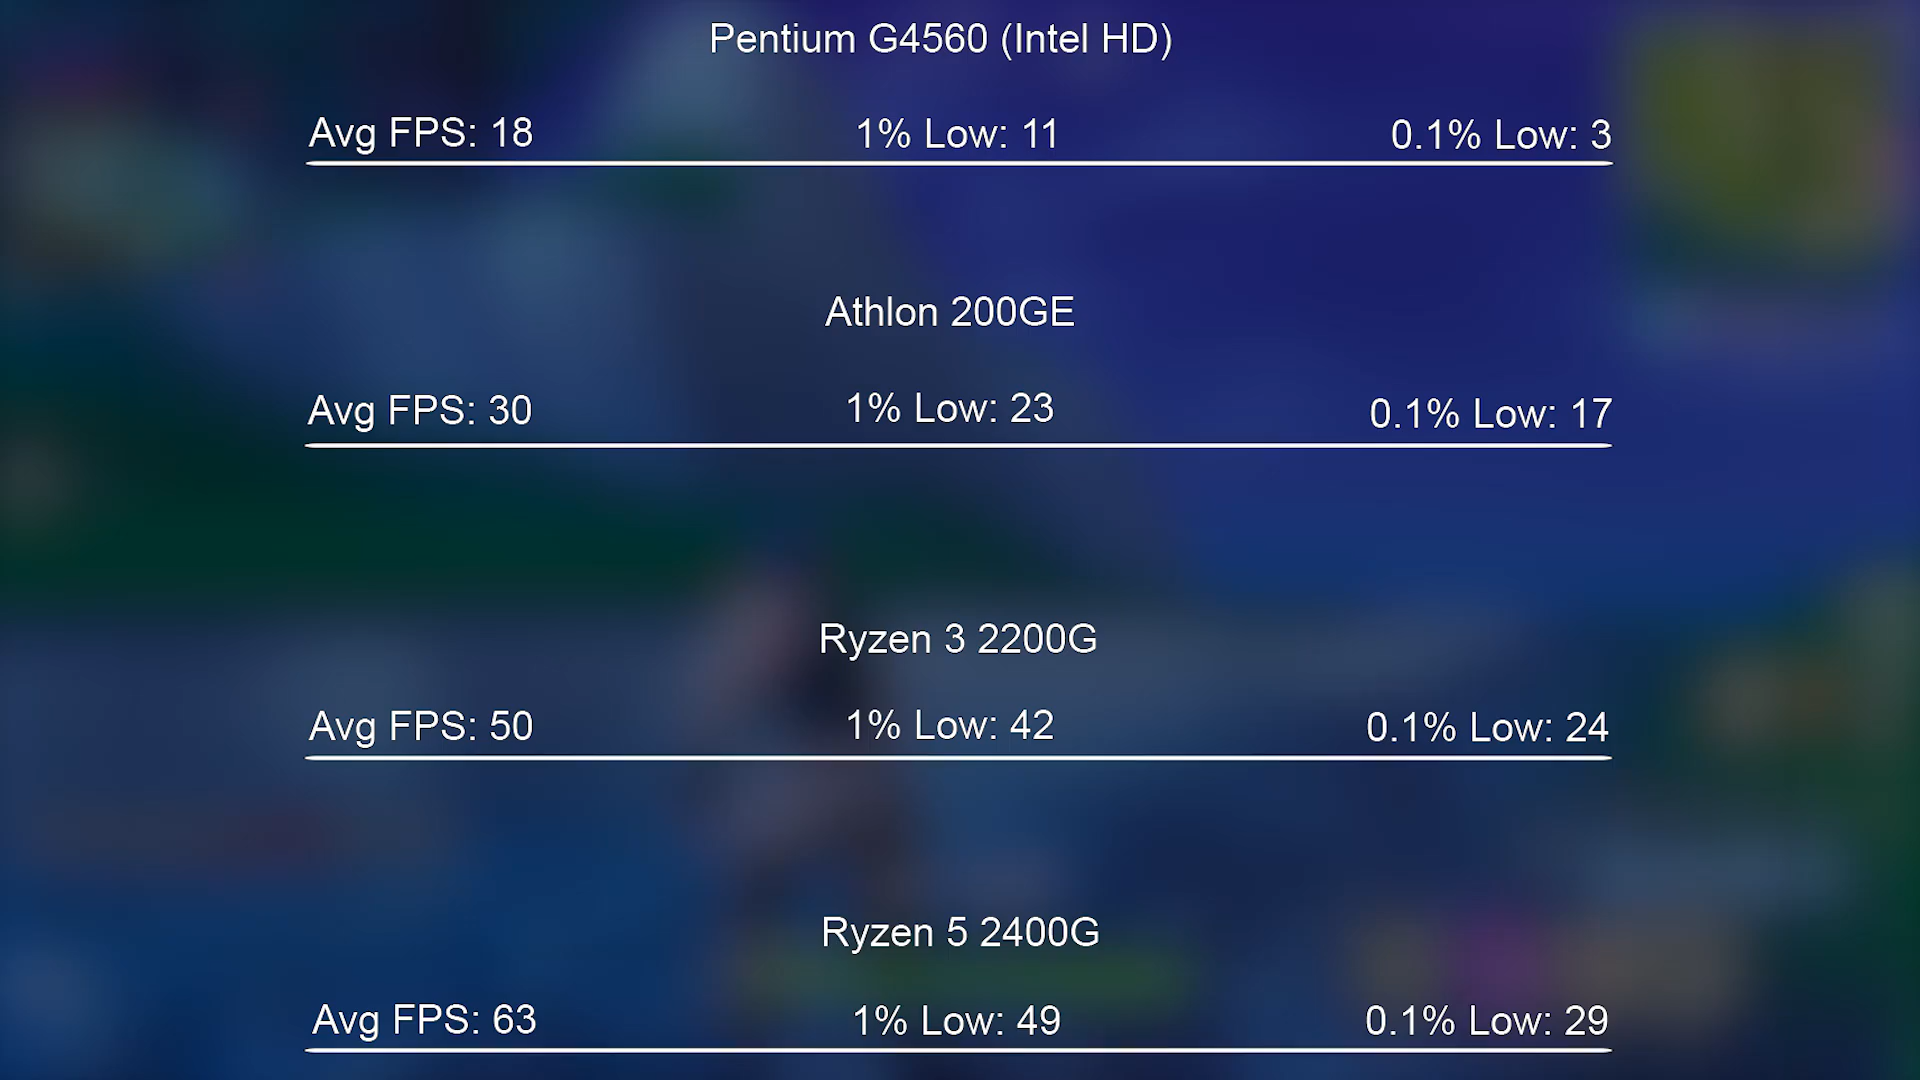 Pentium G4560 (Intel HD)
Avg FPS: 18 1% Low: 11 0.1% Low: 3
Athlon 200GE
Avg FPS: 30 1% Low: 23 0.1% Low: 17
Ryzen 3 2200G
Avg FPS: 50 1% Low: 42 0.1% Low: 24
Ryzen 5 2400G
Avg FPS: 63 1% Low: 49 0.1% Low: 29